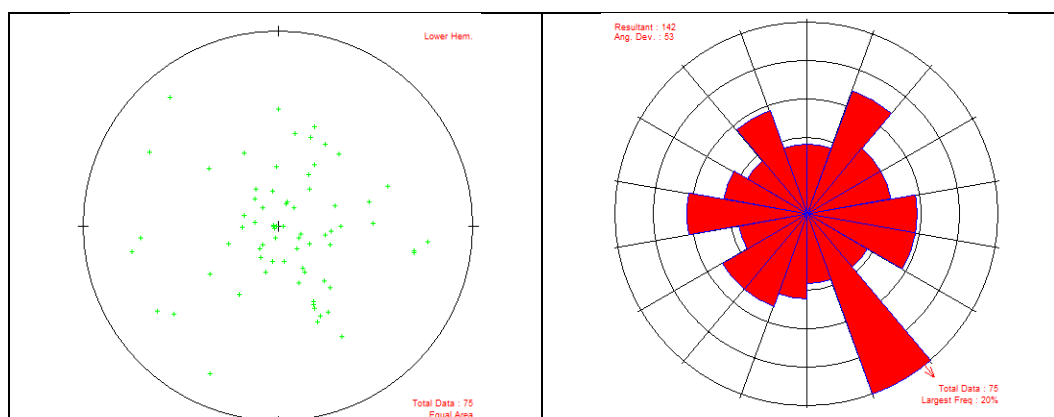 Lower Hem.
Total Data : 75
Equal Area
Resultant : 142
Ang. Dev. : 53
Total Data : 75
Largest Freq : 20%